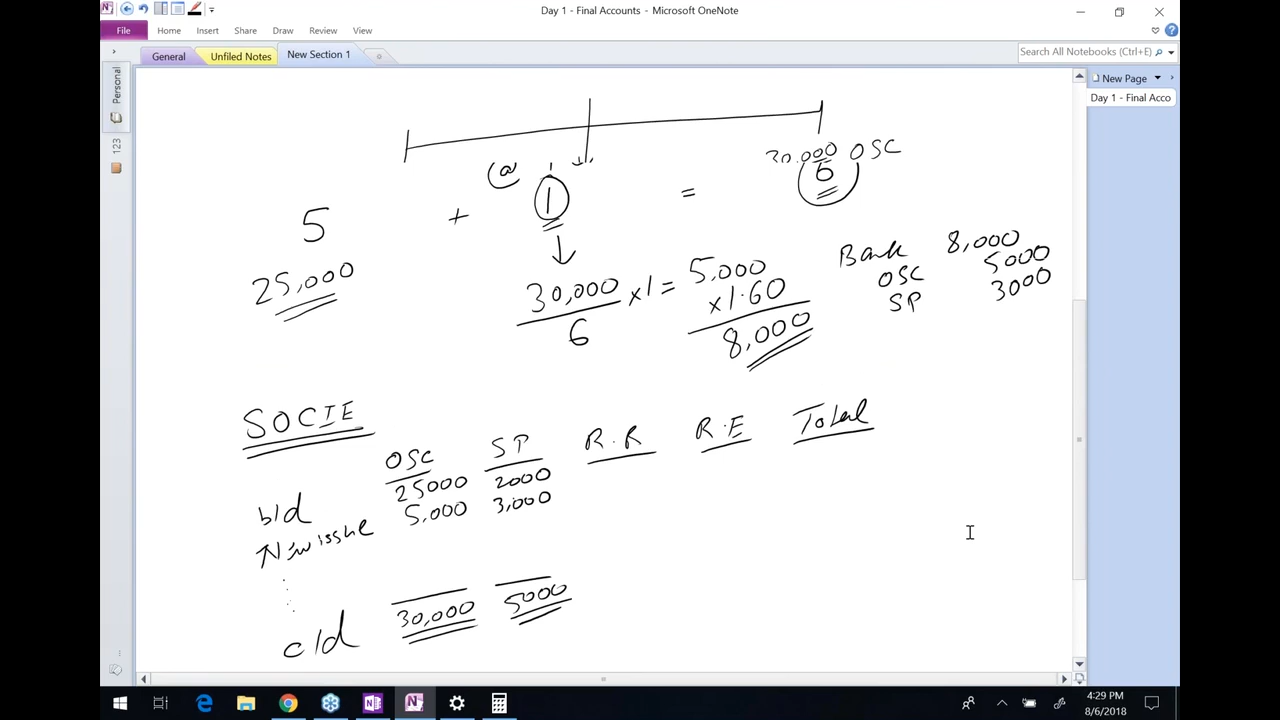 Day 1 - Final Accounts - Microsoft OneNote
File Home Insert Share Draw Review View
General Unfiled Notes New Section 1
Search All Notebooks (Ctrl+E)
New Page
Day 1 - Final Acco
Personal
123
30,000 OSC
5 + @ 1 = 6
25,000
30,000 x1 = 5,000
6
x1.60
8,000
Bank 8,000
OSC 5000
SP 3000
SOCIE
OSC SP R.R R.E Total
b/d 25000 2000
New issue 5,000 3,000
c/d 30,000 5000
4:29 PM
8/6/2018